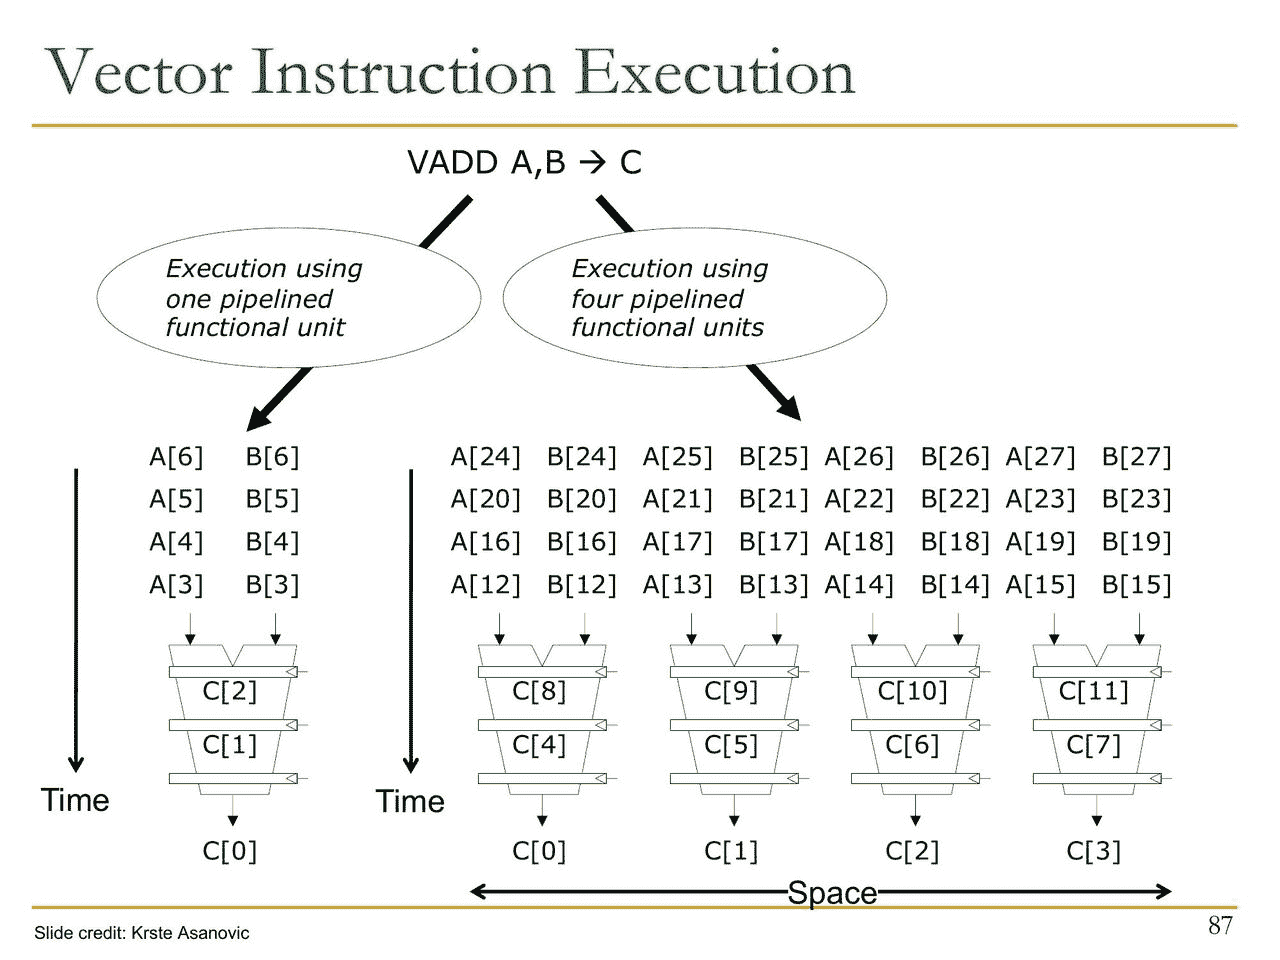 Vector Instruction Execution
VADD A,B → C
Execution using
one pipelined
functional unit
Execution using
four pipelined
functional units
A[6] B[6] A[24] B[24] A[25] B[25] A[26] B[26] A[27] B[27]
A[5] B[5] A[20] B[20] A[21] B[21] A[22] B[22] A[23] B[23]
A[4] B[4] A[16] B[16] A[17] B[17] A[18] B[18] A[19] B[19]
A[3] B[3] A[12] B[12] A[13] B[13] A[14] B[14] A[15] B[15]
C[2] C[8] C[9] C[10] C[11]
C[1] C[4] C[5] C[6] C[7]
Time Time
C[0] C[0] C[1] C[2] C[3]
Space
Slide credit: Krste Asanovic
87